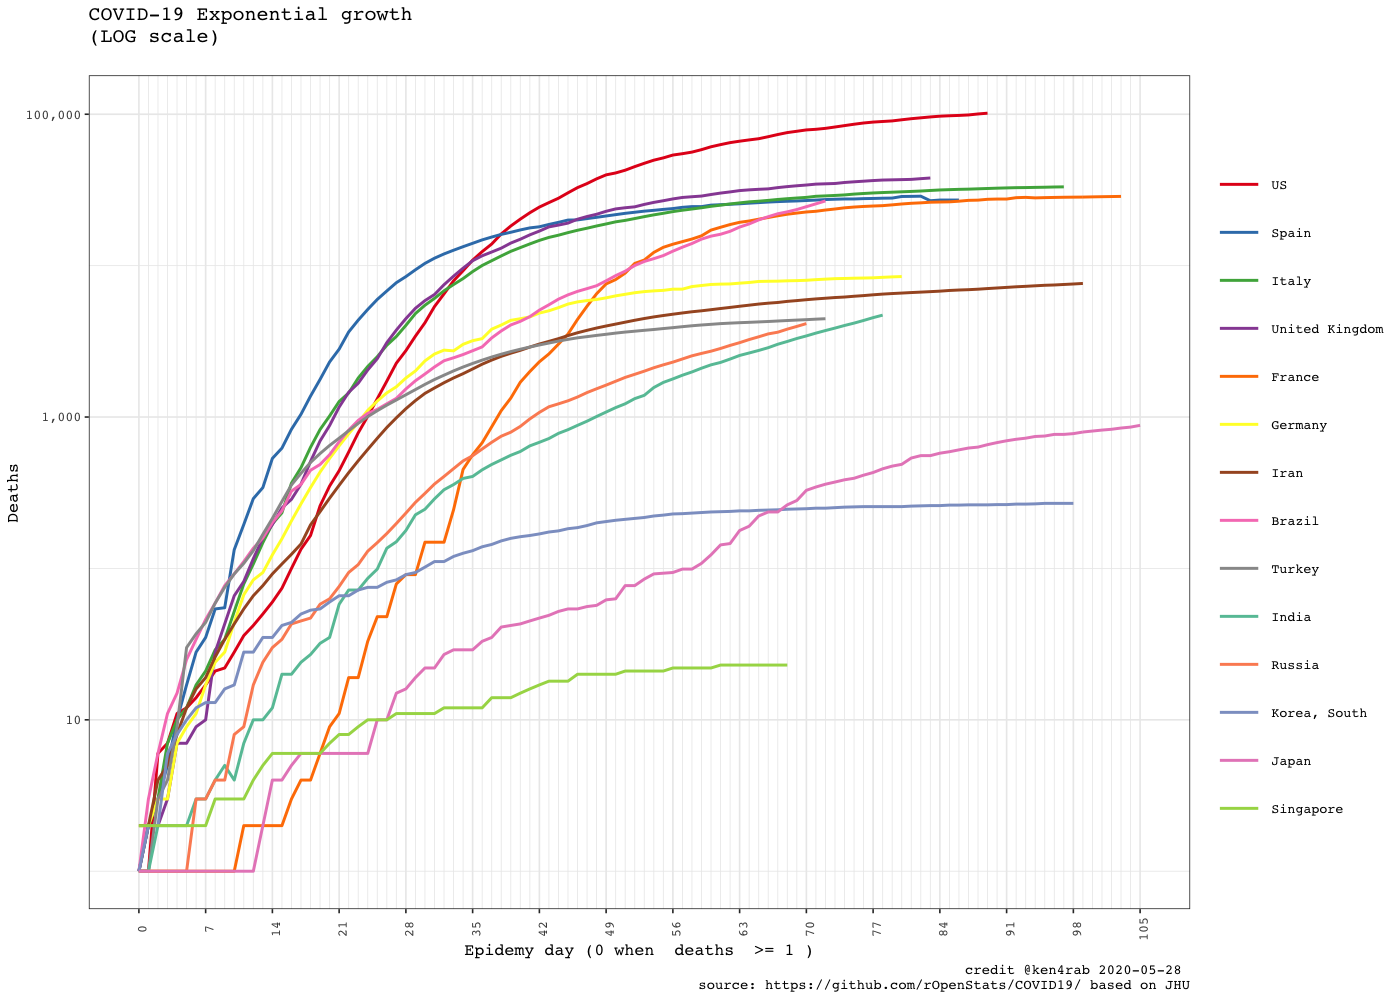 COVID-19 Exponential growth
(LOG scale)
100,000
1,000
10
Deaths
0 7 14 21 28 35 42 49 56 63 70 77 84 91 98 105
Epidemy day (0 when  deaths  >= 1 )
US
Spain
Italy
United Kingdom
France
Germany
Iran
Brazil
Turkey
India
Russia
Korea, South
Japan
Singapore
credit @ken4rab 2020-05-28
source: https://github.com/rOpenStats/COVID19/ based on JHU